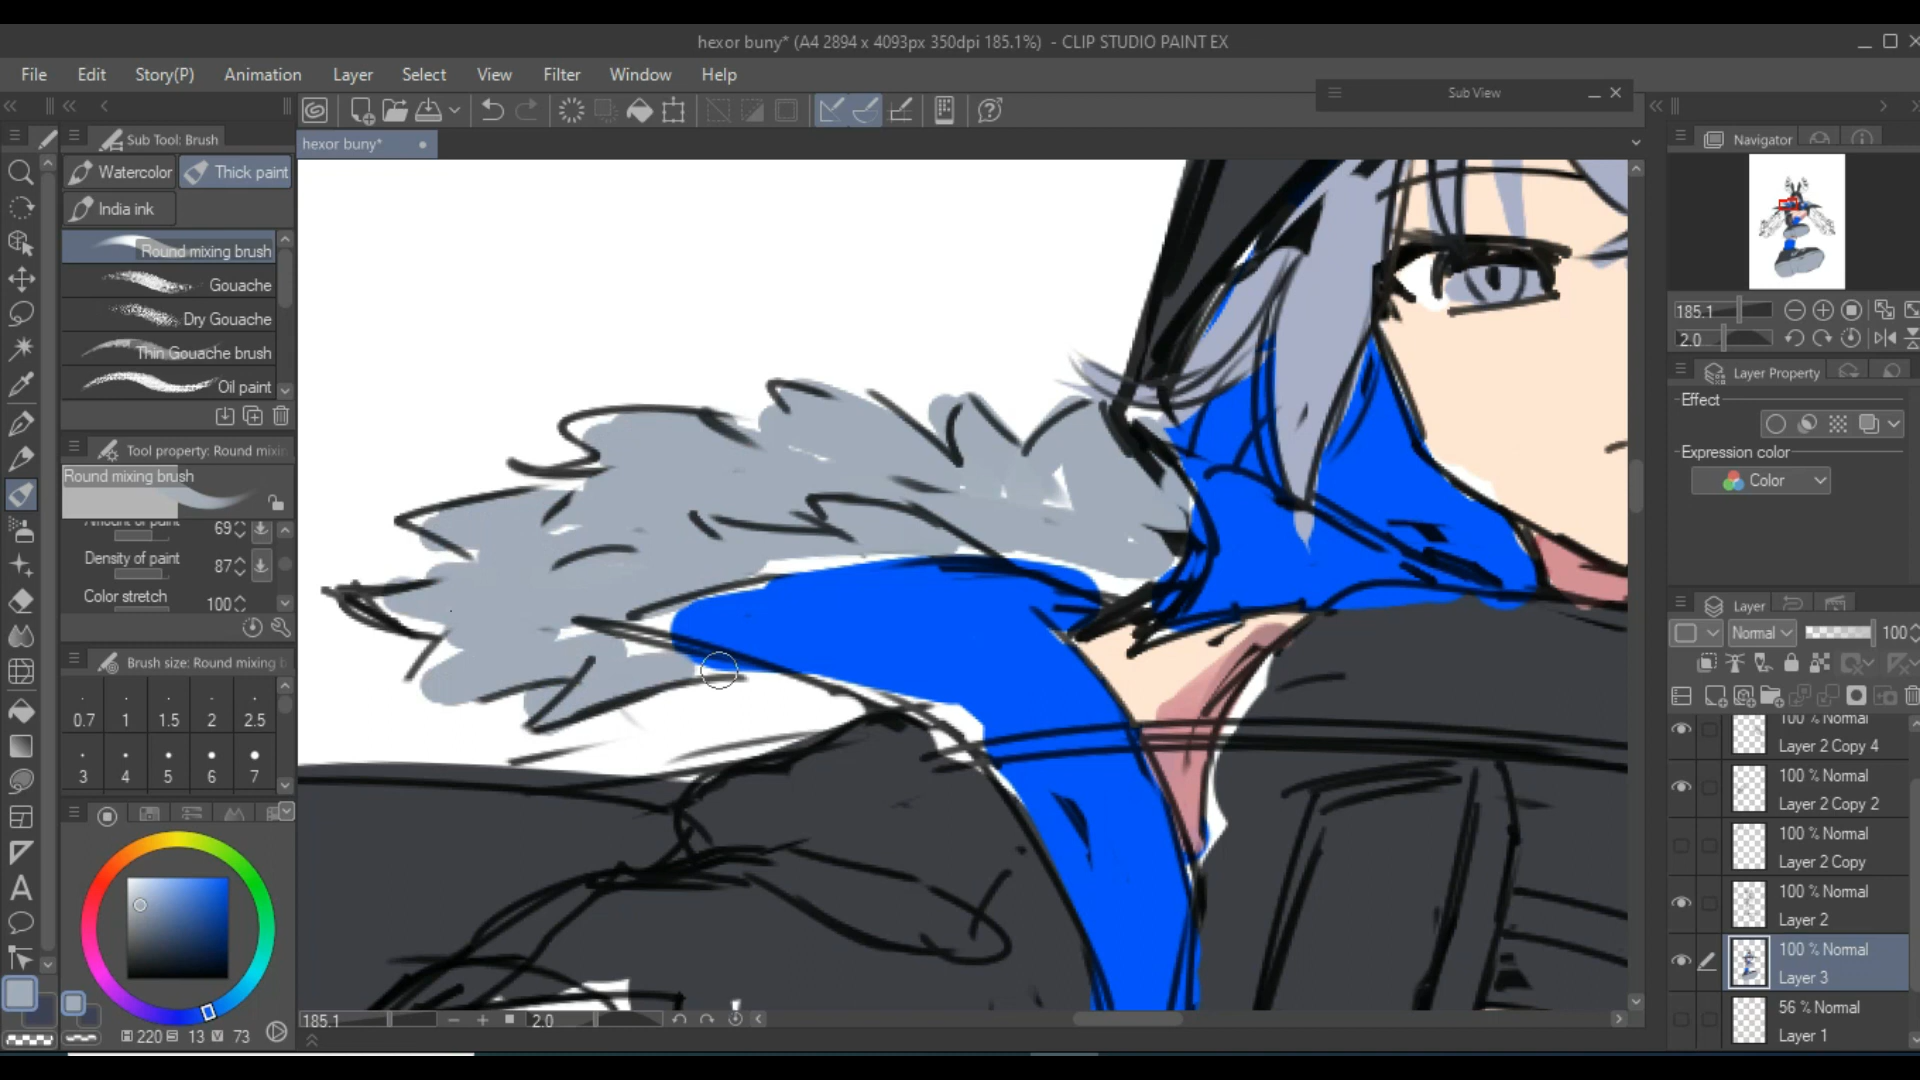 hexor buny* (A4 2894 x 4093px 350dpi 185.1%) - CLIP STUDIO PAINT EX
File Edit Story(P) Animation Layer Select View Filter Window Help
Sub View
Sub Tool: Brush
hexor buny*
Navigator
Watercolor Thick paint
India ink
Round mixing brush
Gouache
Dry Gouache
Thin Gouache brush
Oil paint
185.1
2.0
Layer Property
Effect
Expression color
Color
Tool property: Round mixin
Round mixing brush
Amount of paint 69
Density of paint 87
Color stretch 100
Layer
Normal 100
Brush size: Round mixing b
0.7 1 1.5 2 2.5
3 4 5 6 7
100 % Normal
Layer 2 Copy 4
100 % Normal
Layer 2 Copy 2
100 % Normal
Layer 2 Copy
100 % Normal
Layer 2
100 % Normal
Layer 3
56 % Normal
Layer 1
185.1 2.0
H 220 S 13 V 73